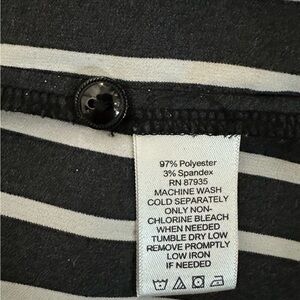 97% Polyester
3% Spandex
RN 87935
MACHINE WASH
COLD SEPARATELY
ONLY NON-
CHLORINE BLEACH
WHEN NEEDED
TUMBLE DRY LOW
REMOVE PROMPTLY
LOW IRON
IF NEEDED